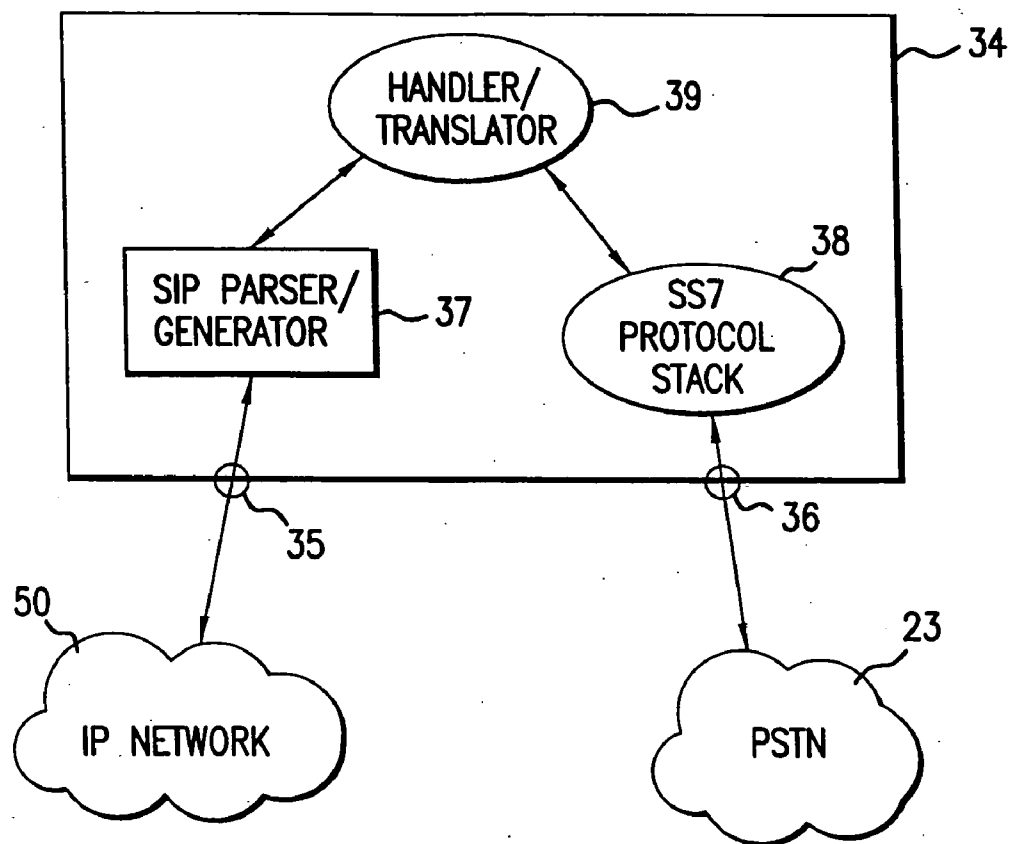 34
HANDLER/
TRANSLATOR
39
38
SIP PARSER/
GENERATOR
37
SS7
PROTOCOL
STACK
35
36
50
23
IP NETWORK
PSTN